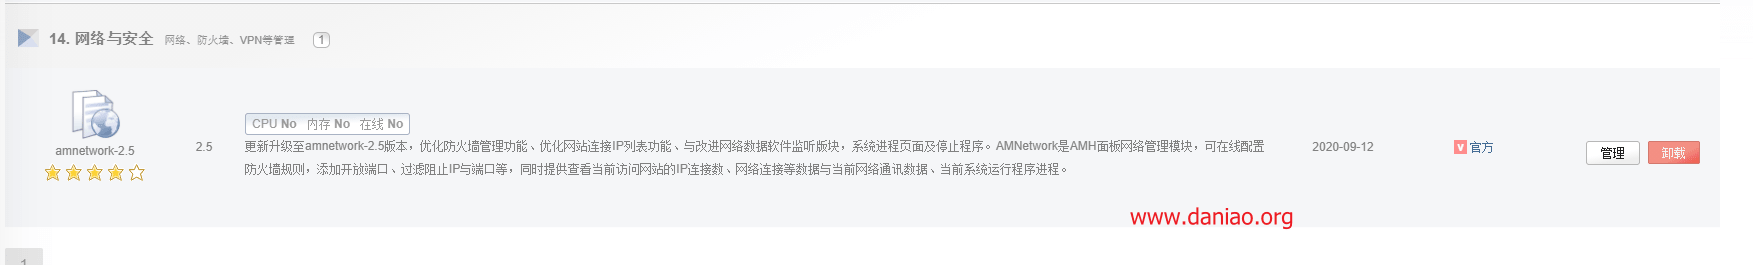 14. 网络与安全 网络、防火墙、VPN等管理 1
CPU No 内存 No 在线 No
amnetwork-2.5 2.5 更新升级至amnetwork-2.5版本，优化防火墙管理功能、优化网站连接IP列表功能、与改进网络数据软件监听版块，系统进程页面及停止程序。AMNetwork是AMH面板网络管理模块，可在线配置 2020-09-12 V 官方 管理 卸载
防火墙规则，添加开放端口、过滤阻止IP与端口等，同时提供查看当前访问网站的IP连接数、网络连接等数据与当前网络通讯数据、当前系统运行程序进程。
www.daniao.org
1